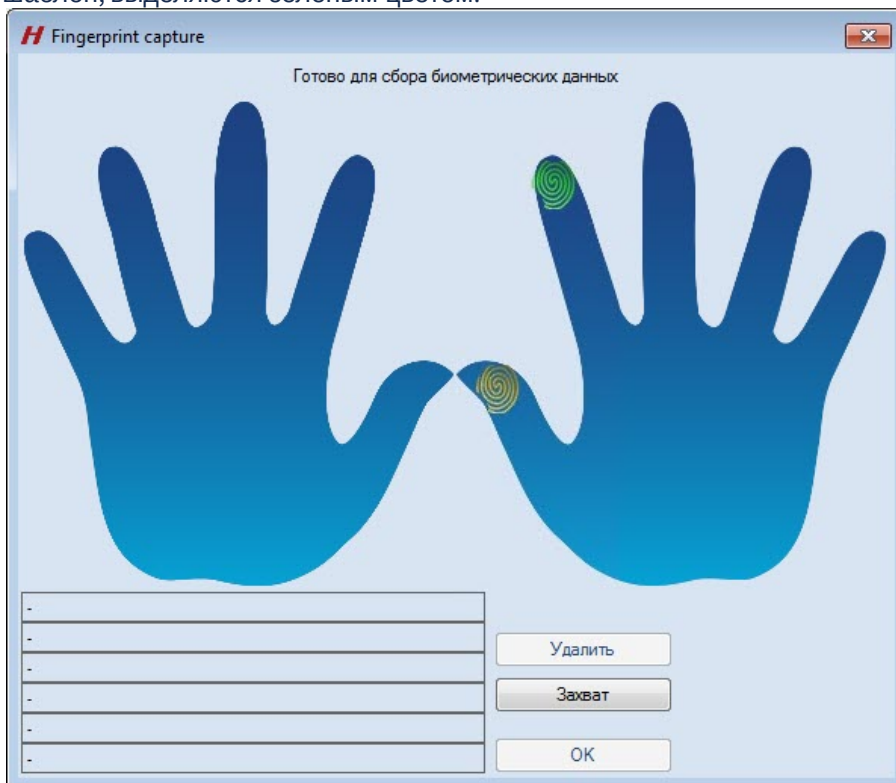 шаблон, выделяются зеленым цветом.
Fingerprint capture
Готово для сбора биометрических данных
-
-
-
-
-
-
Удалить
Захват
OK